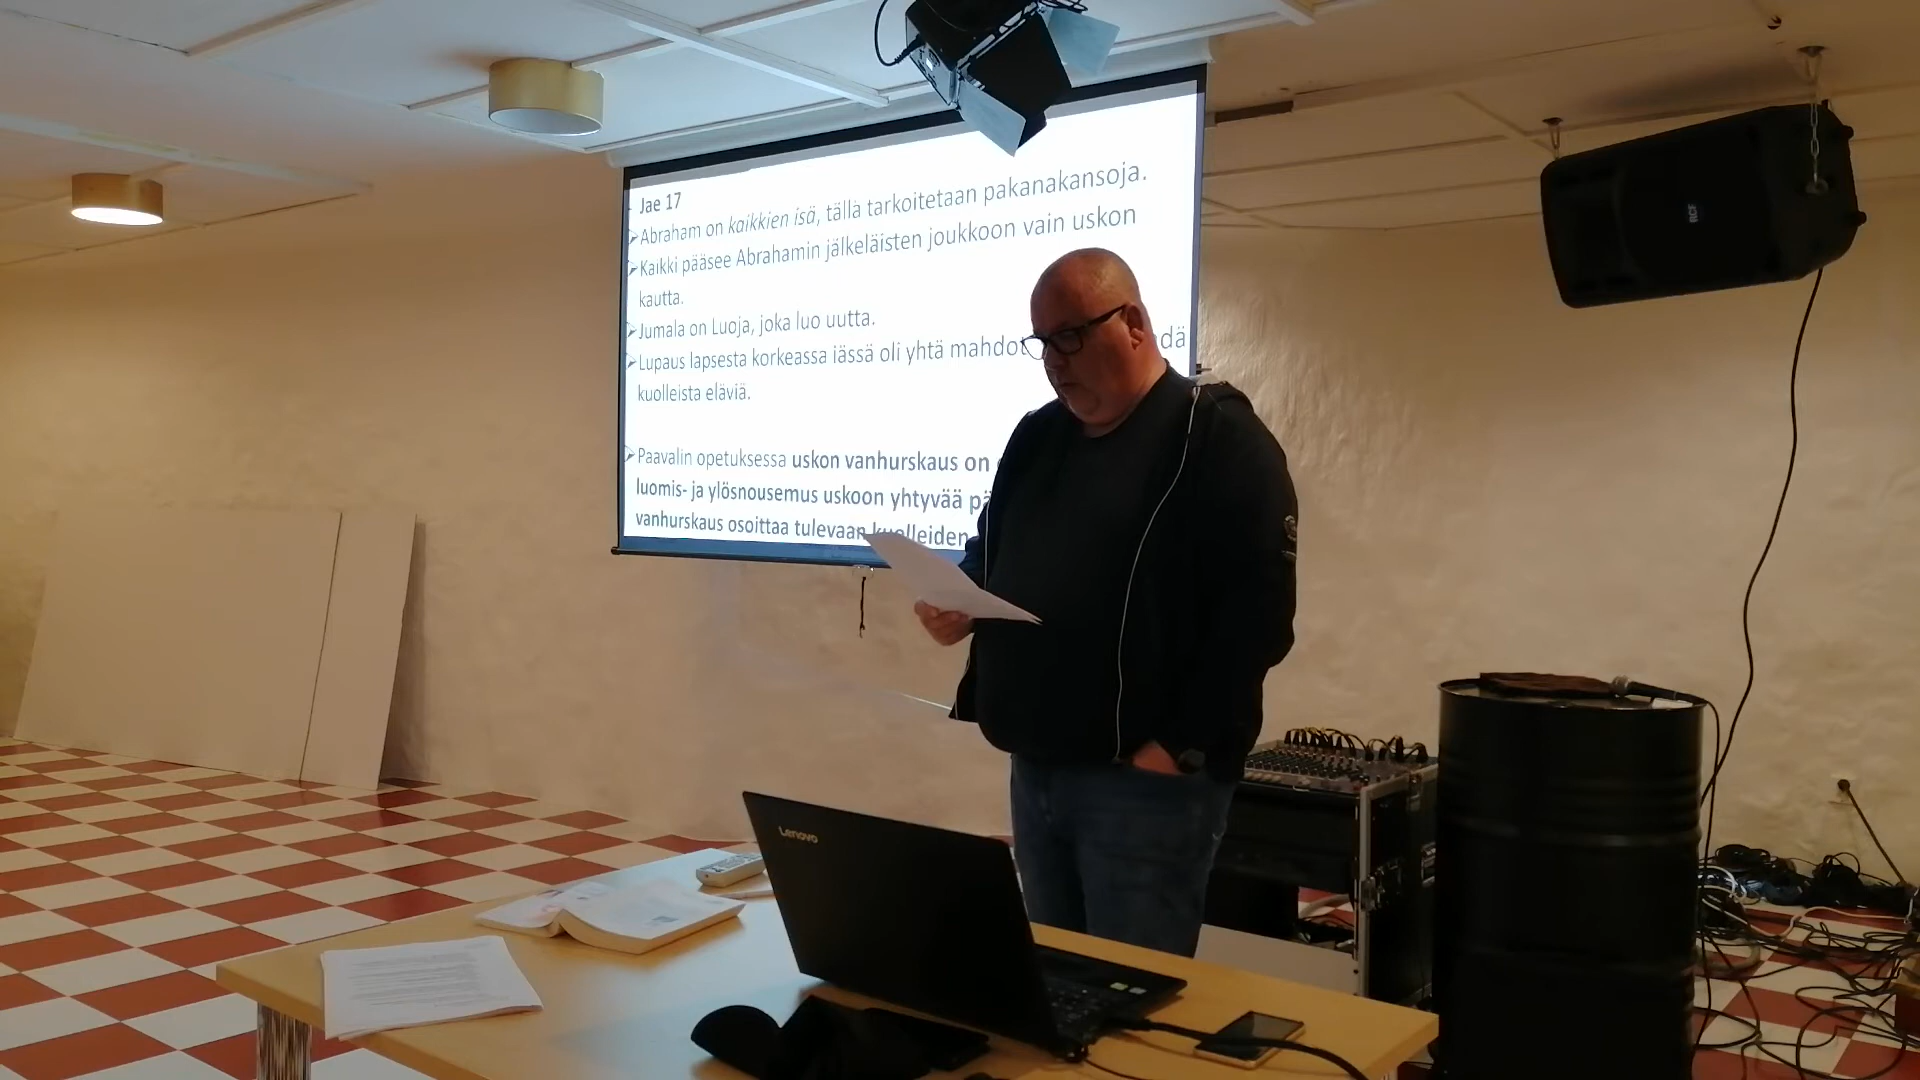 Jae 17
Abraham on kaikkien isä, tällä tarkoitetaan pakanakansoja.
Kaikki pääsee Abrahamin jälkeläisten joukkoon vain uskon
kautta.
Jumala on Luoja, joka luo uutta.
Lupaus lapsesta korkeassa iässä oli yhtä
kuolleista eläviä.
Paavalin opetuksessa uskon vanhurskaus on
luomis- ja ylösnousemus uskoon yhtyvää
vanhurskaus osoittaa tulevaan kuolleiden
RCF
Lenovo